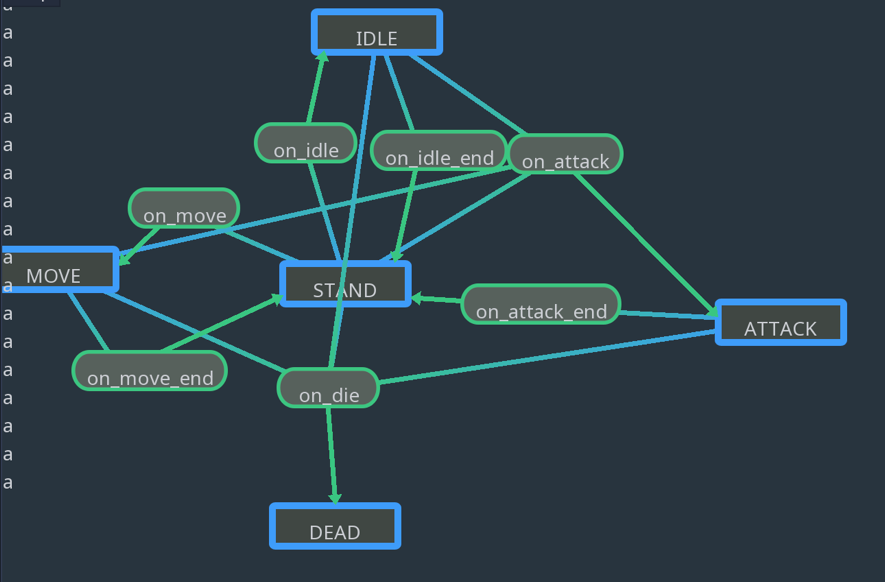 a
IDLE
a
a
a
a
a
on_idle
on_idle_end
on_attack
a
a
on_move
a
a
MOVE
a
STAND
a
on_attack_end
ATTACK
a
a
on_move_end
on_die
a
a
a
a
DEAD